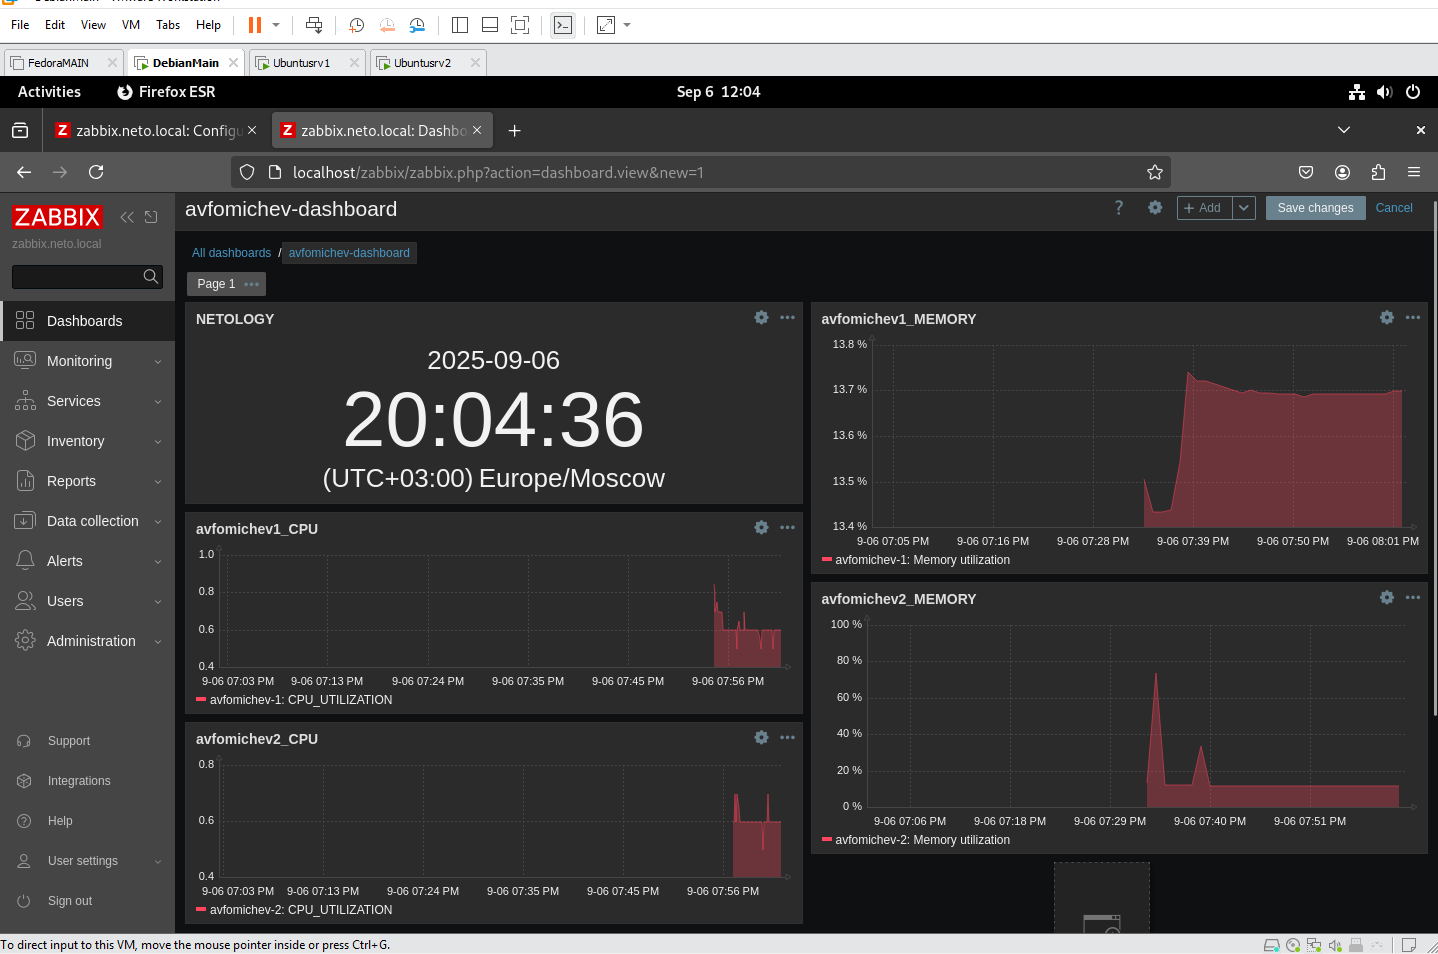 File Edit View VM Tabs Help
FedoraMAIN DebianMain Ubuntusrv1 Ubuntusrv2
Activities Firefox ESR Sep 6 12:04
zabbix.neto.local: Configu zabbix.neto.local: Dashbo
localhost/zabbix/zabbix.php?action=dashboard.view&new=1
ZABBIX
zabbix.neto.local
Dashboards
Monitoring
Services
Inventory
Reports
Data collection
Alerts
Users
Administration
Support
Integrations
Help
User settings
Sign out
avfomichev-dashboard
? + Add Save changes Cancel
All dashboards / avfomichev-dashboard
Page 1
NETOLOGY
2025-09-06
20:04:36
(UTC+03:00) Europe/Moscow
avfomichev1_CPU
1.0
0.8
0.6
0.4
9-06 07:03 PM 9-06 07:13 PM 9-06 07:24 PM 9-06 07:35 PM 9-06 07:45 PM 9-06 07:56 PM
avfomichev-1: CPU_UTILIZATION
avfomichev2_CPU
0.8
0.6
0.4
9-06 07:03 PM 9-06 07:13 PM 9-06 07:24 PM 9-06 07:35 PM 9-06 07:45 PM 9-06 07:56 PM
avfomichev-2: CPU_UTILIZATION
avfomichev1_MEMORY
13.8 %
13.7 %
13.6 %
13.5 %
13.4 %
9-06 07:05 PM 9-06 07:16 PM 9-06 07:28 PM 9-06 07:39 PM 9-06 07:50 PM 9-06 08:01 PM
avfomichev-1: Memory utilization
avfomichev2_MEMORY
100 %
80 %
60 %
40 %
20 %
0 %
9-06 07:06 PM 9-06 07:18 PM 9-06 07:29 PM 9-06 07:40 PM 9-06 07:51 PM
avfomichev-2: Memory utilization
To direct input to this VM, move the mouse pointer inside or press Ctrl+G.